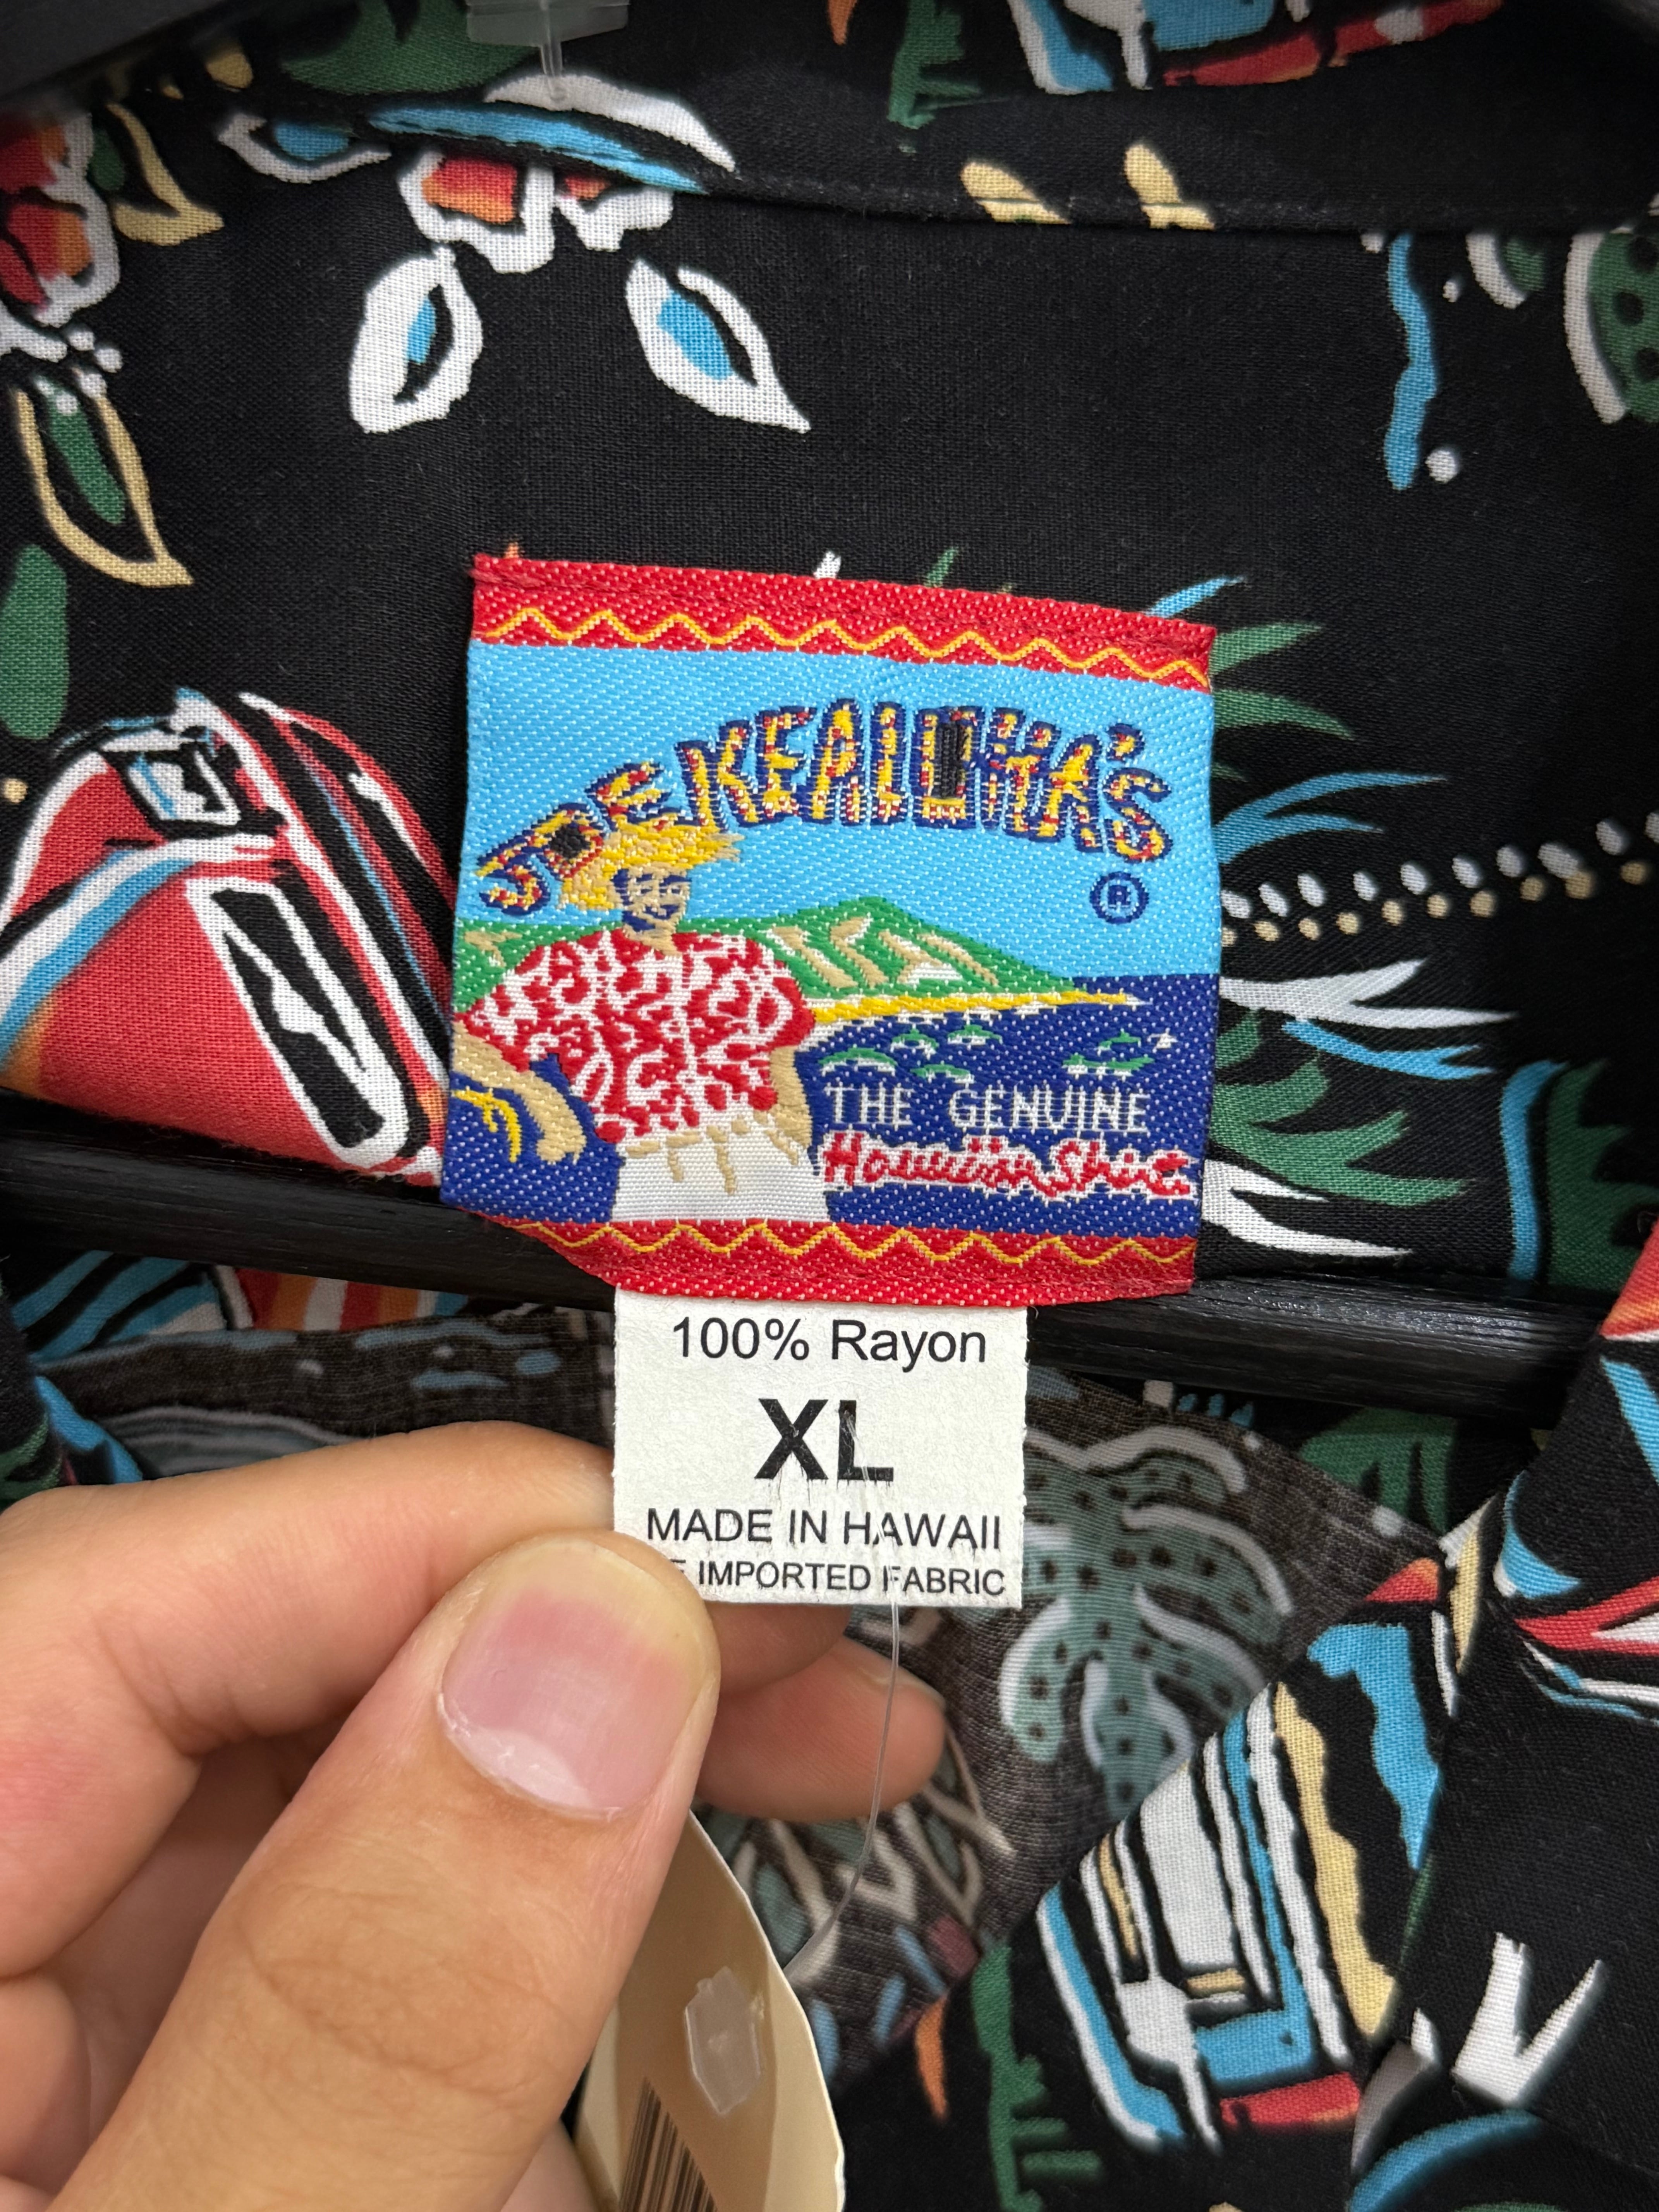 JOE KEALOHA'S
®
THE GENUINE
Hawaiian Shirt
100% Rayon
XL
MADE IN HAWAII
IMPORTED FABRIC